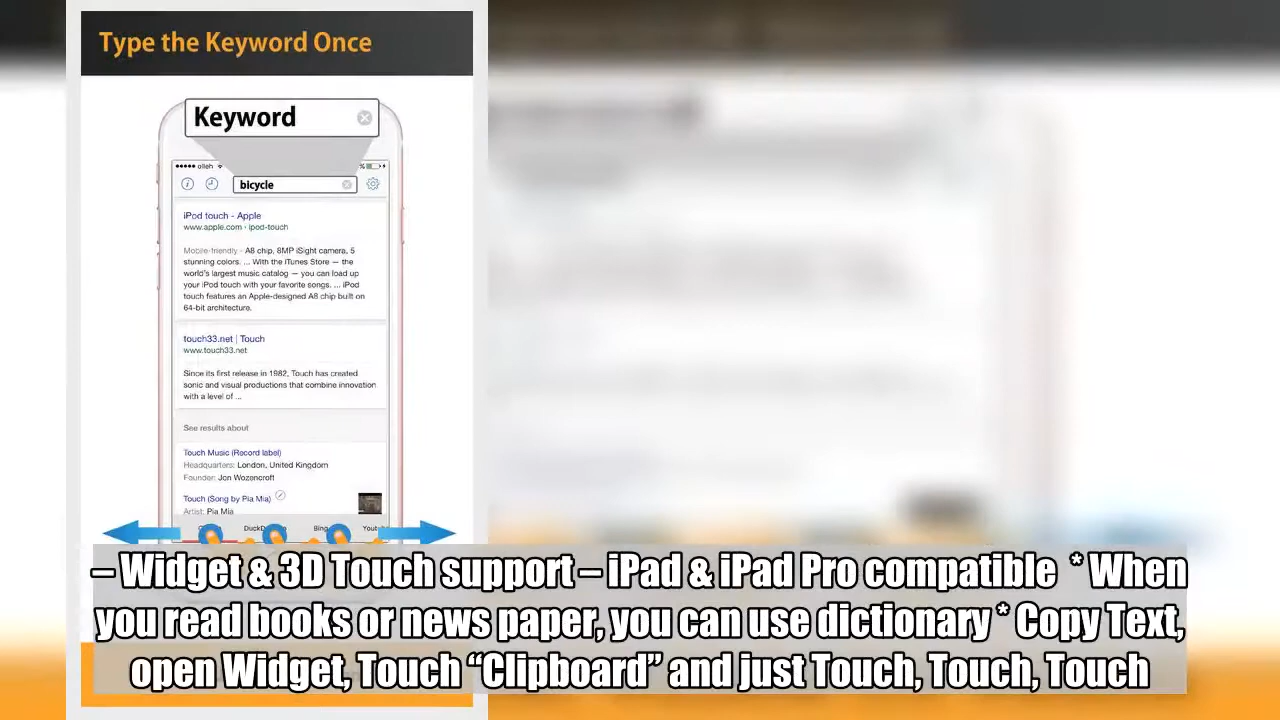 Type the Keyword Once
Keyword
olleh
%
bicycle
iPod touch - Apple
www.apple.com › ipod-touch
Mobile-friendly - A8 chip, 8MP iSight camera, 5
stunning colors. ... With the iTunes Store — the
world's largest music catalog — you can load up
your iPod touch with your favorite songs. ... iPod
touch features an Apple-designed A8 chip built on
64-bit architecture.
touch33.net | Touch
www.touch33.net
Since its first release in 1982, Touch has created
sonic and visual productions that combine innovation
with a level of ...
See results about
Touch Music (Record label)
Headquarters: London, United Kingdom
Founder: Jon Wozencroft
Touch (Song by Pia Mia)
Artist: Pia Mia
Bing
– Widget & 3D Touch support – iPad & iPad Pro compatible * When
you read books or news paper, you can use dictionary * Copy Text,
open Widget, Touch “Clipboard” and just Touch, Touch, Touch